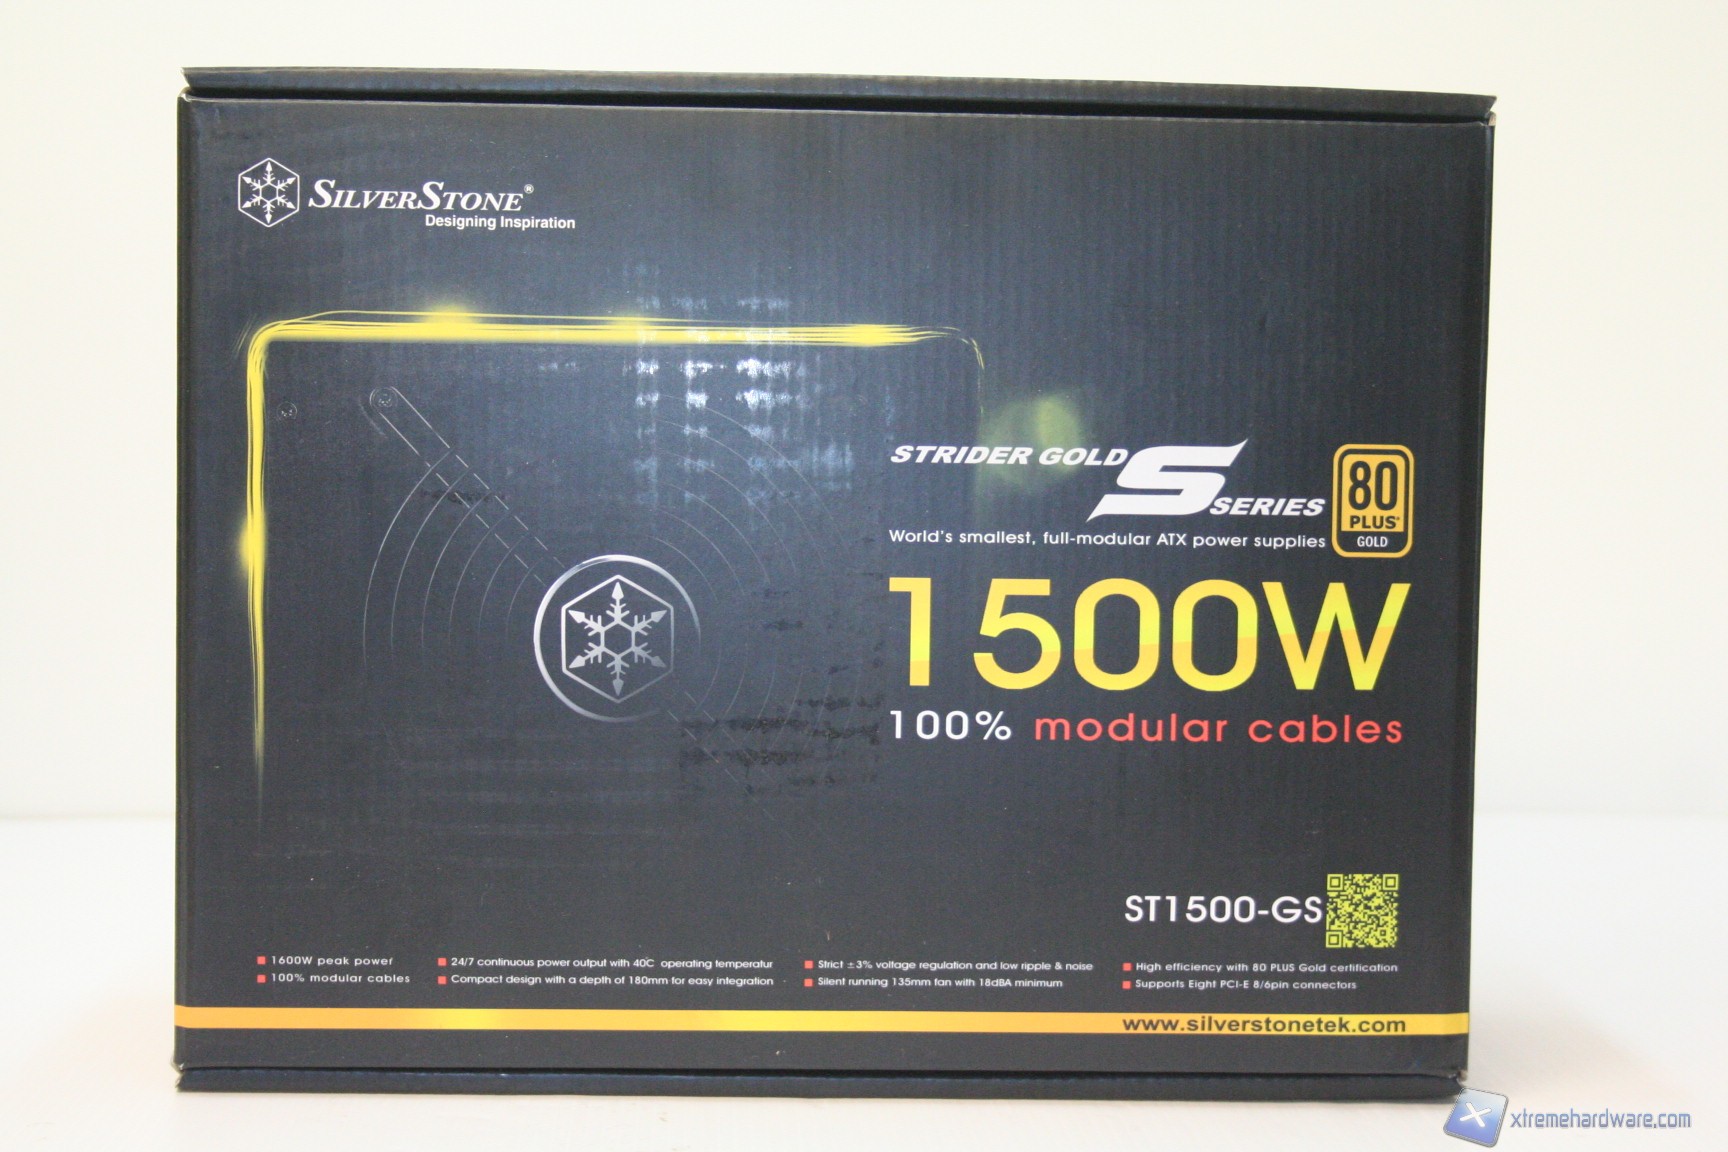 SILVERSTONE®
Designing Inspiration
STRIDER GOLD S SERIES
80
PLUS®
GOLD
World's smallest, full-modular ATX power supplies
1500W
100% modular cables
ST1500-GS
1600W peak power
100% modular cables
24/7 continuous power output with 40C operating temperatur
Compact design with a depth of 180mm for easy integration
Strict ±3% voltage regulation and low ripple & noise
Silent running 135mm fan with 18dBA minimum
High efficiency with 80 PLUS Gold certification
Supports Eight PCI-E 8/6pin connectors
www.silverstonetek.com
xtremehardware.com